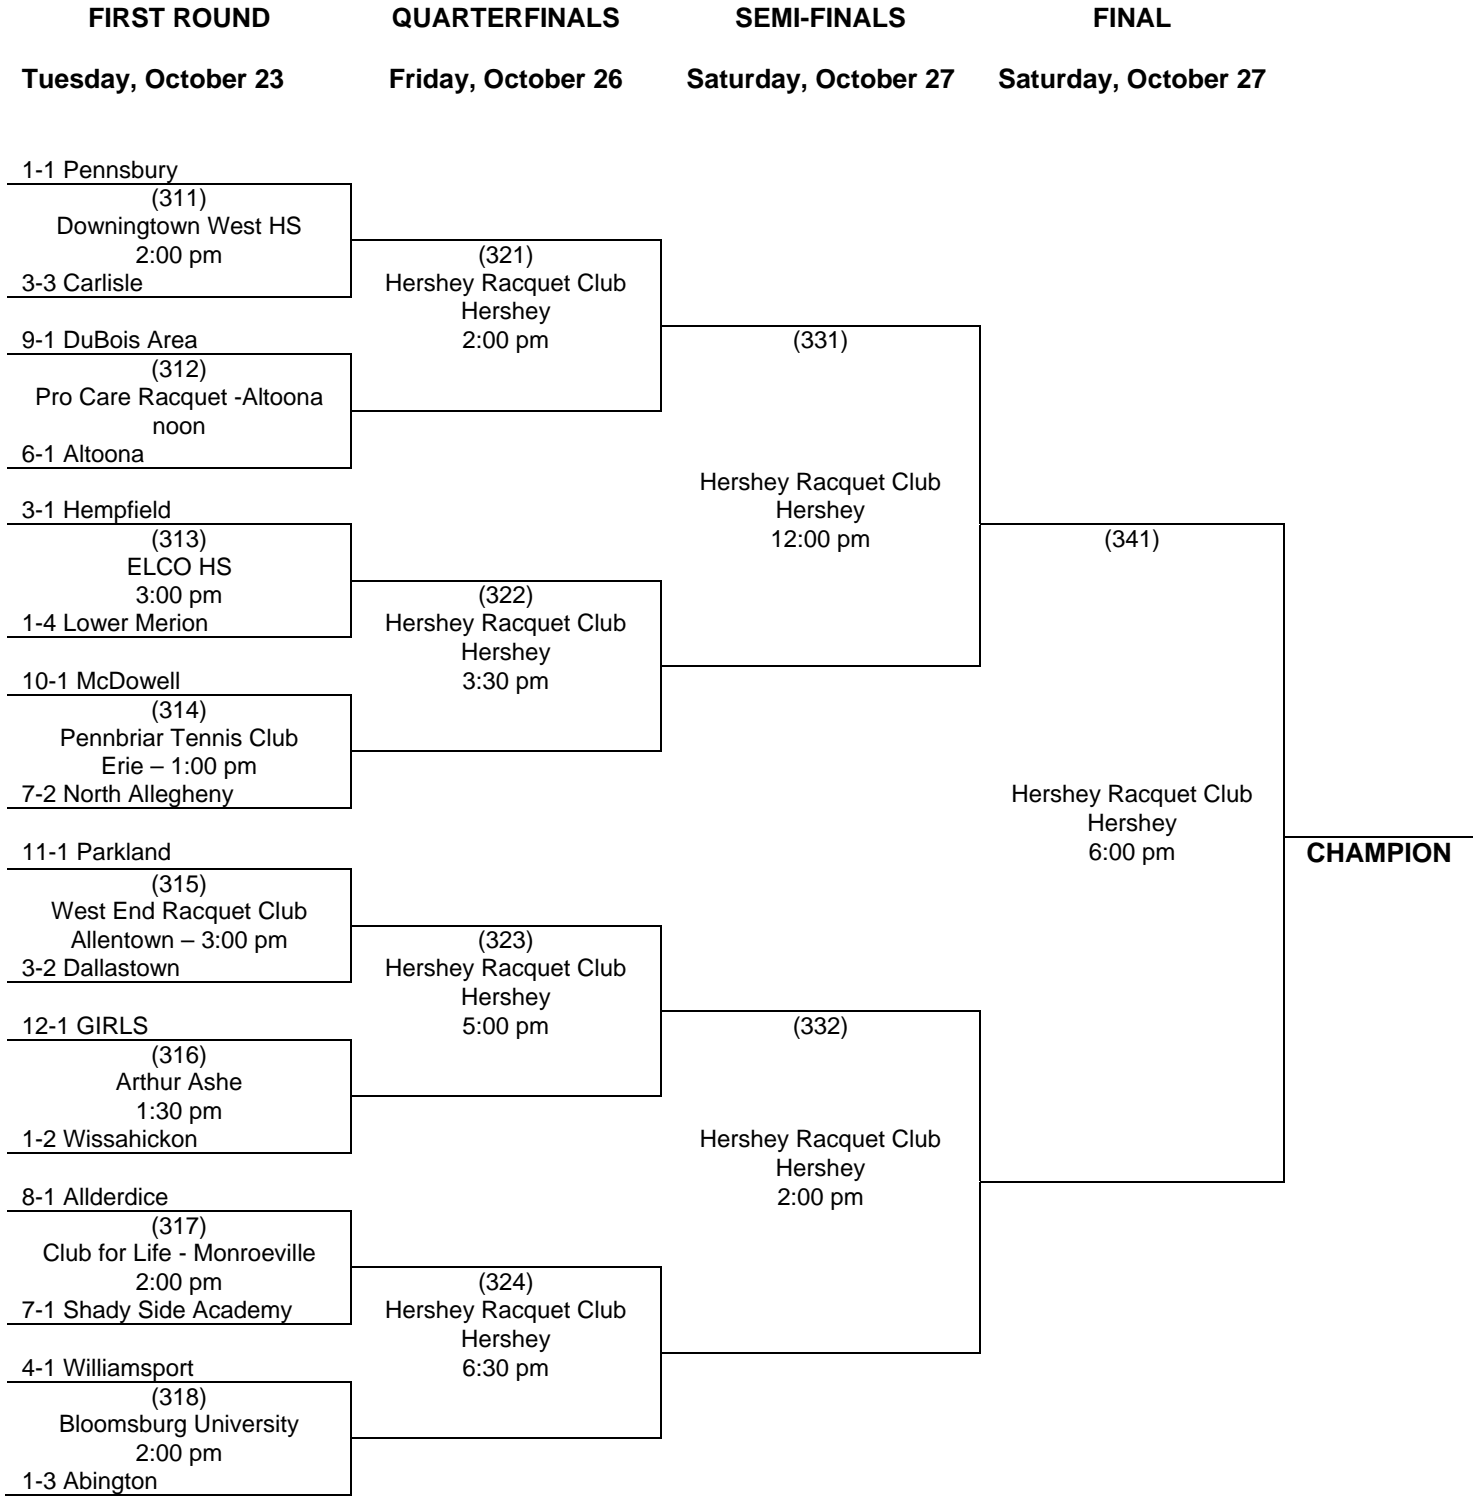 FIRST ROUND
QUARTERFINALS
SEMI-FINALS
FINAL
Tuesday, October 23
Friday, October 26
Saturday, October 27
Saturday, October 27
1-1 Pennsbury
(311)
Downingtown West HS
2:00 pm
3-3 Carlisle
9-1 DuBois Area
(312)
Pro Care Racquet -Altoona
noon
6-1 Altoona
3-1 Hempfield
(313)
ELCO HS
3:00 pm
1-4 Lower Merion
10-1 McDowell
(314)
Pennbriar Tennis Club
Erie – 1:00 pm
7-2 North Allegheny
11-1 Parkland
(315)
West End Racquet Club
Allentown – 3:00 pm
3-2 Dallastown
12-1 GIRLS
(316)
Arthur Ashe
1:30 pm
1-2 Wissahickon
8-1 Allderdice
(317)
Club for Life - Monroeville
2:00 pm
7-1 Shady Side Academy
4-1 Williamsport
(318)
Bloomsburg University
2:00 pm
1-3 Abington
(321)
Hershey Racquet Club
Hershey
2:00 pm
(322)
Hershey Racquet Club
Hershey
3:30 pm
(323)
Hershey Racquet Club
Hershey
5:00 pm
(324)
Hershey Racquet Club
Hershey
6:30 pm
(331)
Hershey Racquet Club
Hershey
12:00 pm
(332)
Hershey Racquet Club
Hershey
2:00 pm
(341)
Hershey Racquet Club
Hershey
6:00 pm
CHAMPION